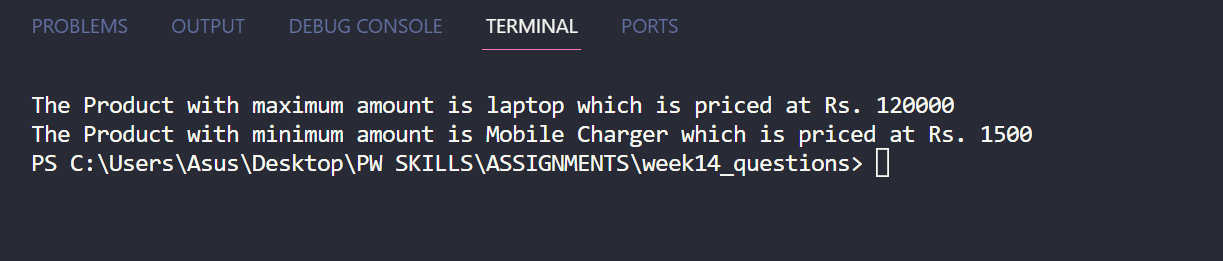 PROBLEMS OUTPUT DEBUG CONSOLE TERMINAL PORTS
The Product with maximum amount is laptop which is priced at Rs. 120000
The Product with minimum amount is Mobile Charger which is priced at Rs. 1500
PS C:\Users\Asus\Desktop\PW SKILLS\ASSIGNMENTS\week14_questions>